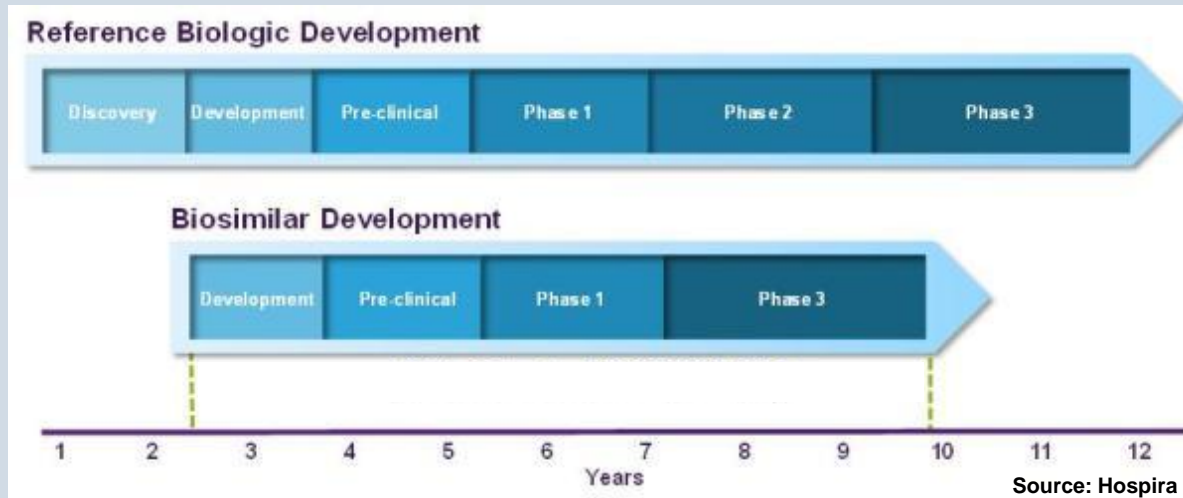 Reference Biologic Development
Discovery Development Pre-clinical Phase 1 Phase 2 Phase 3
Biosimilar Development
Development Pre-clinical Phase 1 Phase 3
1 2 3 4 5 6 7 8 9 10 11 12
Years
Source: Hospira